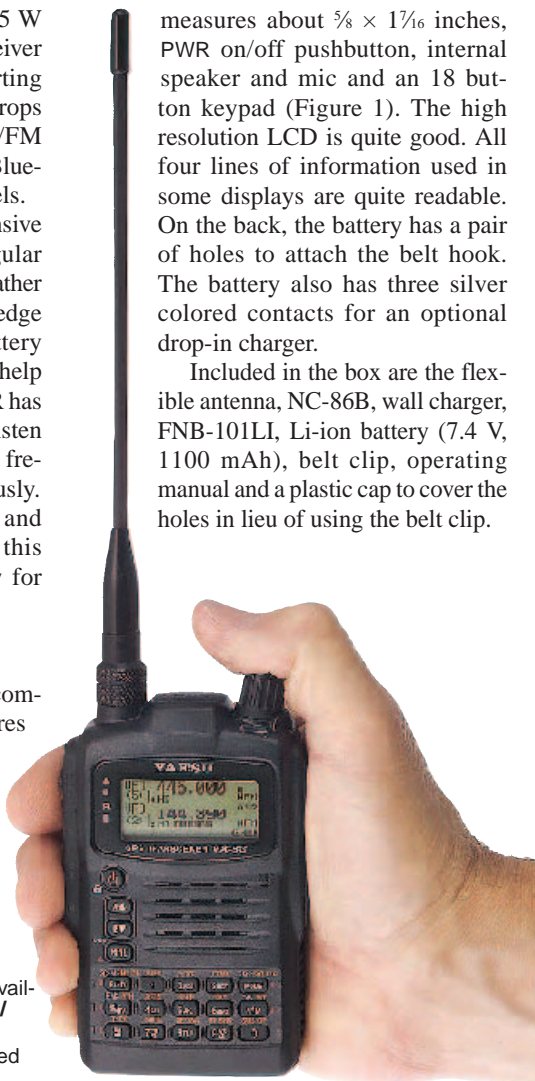 5 W
eiver
rting
rops
/FM
Blue-
els.
nsive
gular
ather
edge
ttery
help
R has
isten
fre-
usly.
and
this
for
com-
res
vail-
/
ed
measures about 5⁄8 × 17⁄16 inches,
PWR on/off pushbutton, internal
speaker and mic and an 18 but-
ton keypad (Figure 1). The high
resolution LCD is quite good. All
four lines of information used in
some displays are quite readable.
On the back, the battery has a pair
of holes to attach the belt hook.
The battery also has three silver
colored contacts for an optional
drop-in charger.
Included in the box are the flex-
ible antenna, NC-86B, wall charger,
FNB-101LI, Li-ion battery (7.4 V,
1100 mAh), belt clip, operating
manual and a plastic cap to cover the
holes in lieu of using the belt clip.
YAESU
445.000
144.390